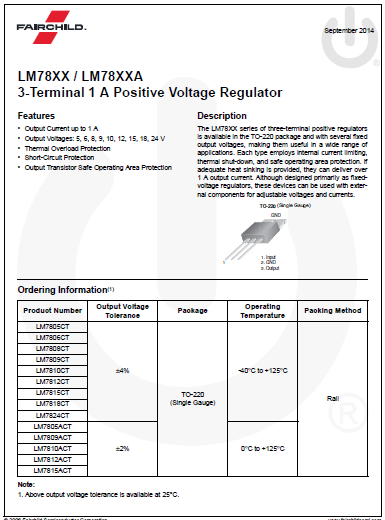 FAIRCHILD
September 2014
LM78XX / LM78XXA
3-Terminal 1 A Positive Voltage Regulator
Features
• Output Current up to 1 A
• Output Voltages: 5, 6, 8, 9, 10, 12, 15, 18, 24 V
• Thermal Overload Protection
• Short-Circuit Protection
• Output Transistor Safe Operating Area Protection
Description
The LM78XX series of three-terminal positive regulators
is available in the TO-220 package and with several fixed
output voltages, making them useful in a wide range of
applications. Each type employs internal current limiting,
thermal shut-down, and safe operating area protection. If
adequate heat sinking is provided, they can deliver over
1 A output current. Although designed primarily as fixed-
voltage regulators, these devices can be used with exter-
nal components for adjustable voltages and currents.
TO-220 (Single Gauge)
GND
1
1. Input
2. GND
3. Output
Ordering Information(1)
Product Number
Output Voltage
Tolerance
Package
Operating
Temperature
Packing Method
LM7805CT
LM7806CT
LM7808CT
LM7809CT
LM7810CT
LM7812CT
LM7815CT
LM7818CT
LM7824CT
±4%
-40°C to +125°C
TO-220
(Single Gauge)
Rail
LM7805ACT
LM7809ACT
LM7810ACT
LM7812ACT
LM7815ACT
±2%
0°C to +125°C
®
Note:
1. Above output voltage tolerance is available at 25°C.